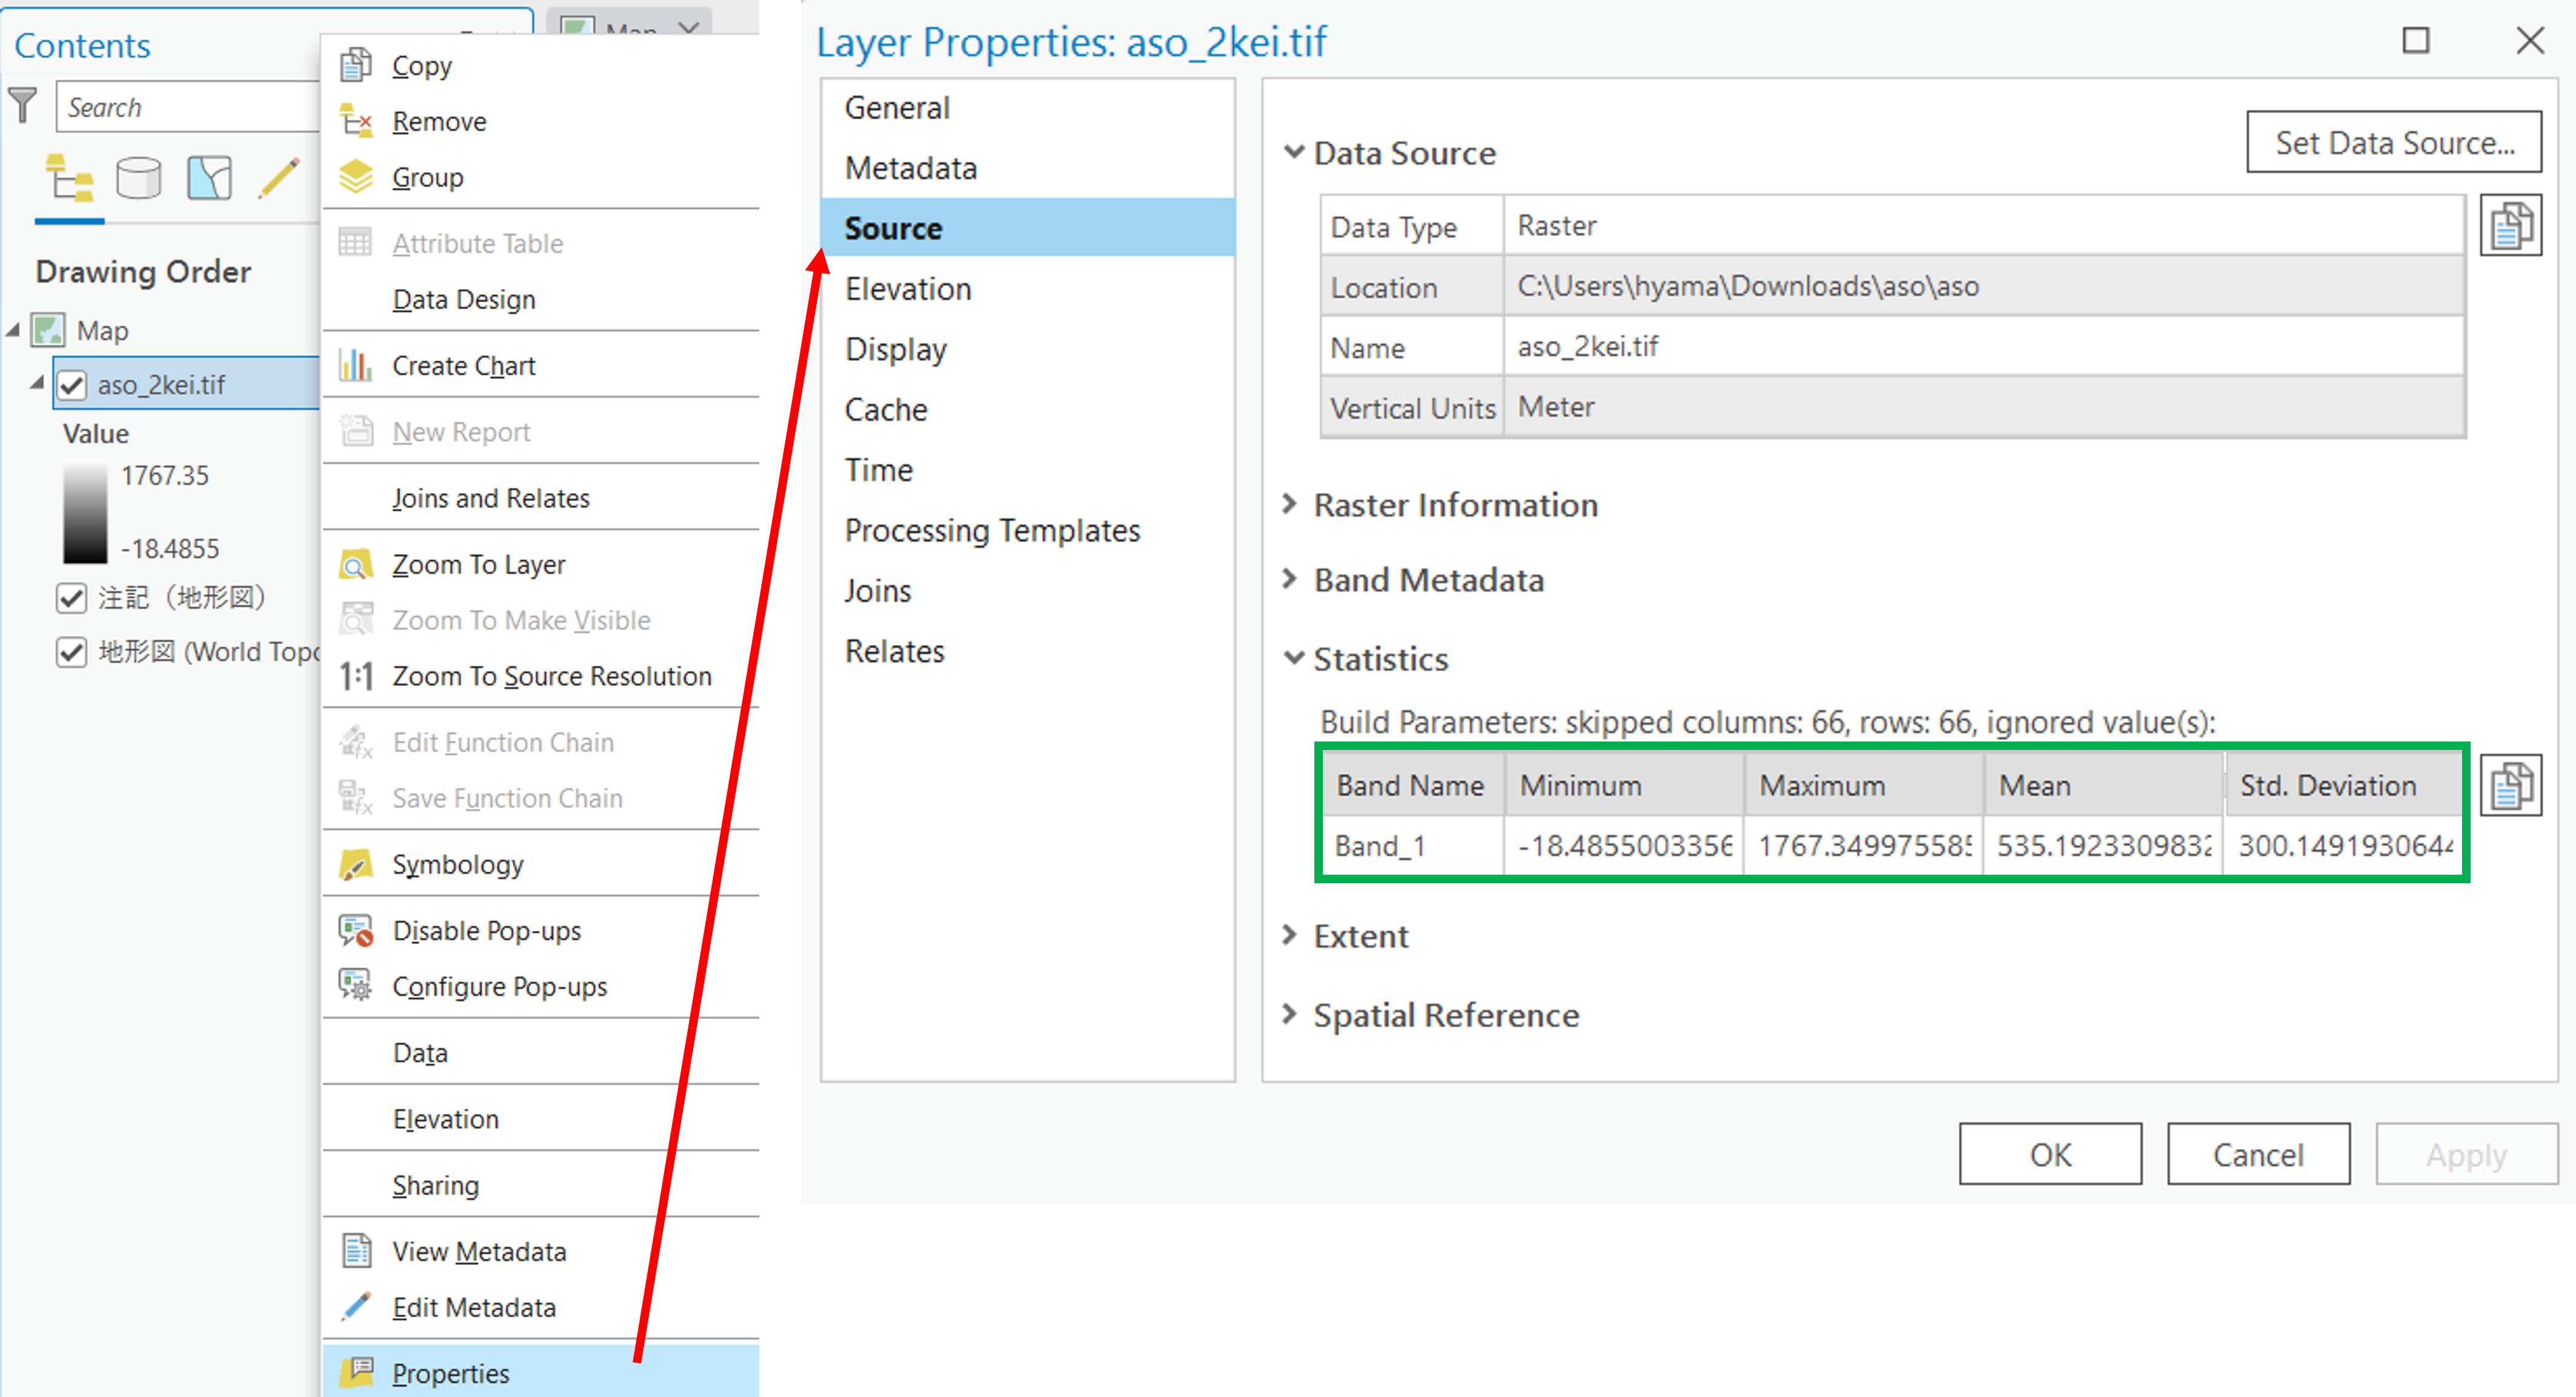 Contents
Search
Drawing Order
Map
aso_2kei.tif
Value
1767.35
-18.4855
注記（地形図）
地形図 (World Topo
Map
Copy
Remove
Group
Attribute Table
Data Design
Create Chart
New Report
Joins and Relates
Zoom To Layer
Zoom To Make Visible
1:1 Zoom To Source Resolution
Edit Function Chain
Save Function Chain
Symbology
Disable Pop-ups
Configure Pop-ups
Data
Elevation
Sharing
View Metadata
Edit Metadata
Properties
Layer Properties: aso_2kei.tif
General
Metadata
Source
Elevation
Display
Cache
Time
Processing Templates
Joins
Relates
Set Data Source...
Data Source
Data Type Raster
Location C:\Users\hyama\Downloads\aso\aso
Name aso_2kei.tif
Vertical Units Meter
Raster Information
Band Metadata
Statistics
Build Parameters: skipped columns: 66, rows: 66, ignored value(s):
Band Name Minimum Maximum Mean Std. Deviation
Band_1 -18.4855003356 1767.349975585 535.1923309832 300.1491930644
Extent
Spatial Reference
OK Cancel Apply